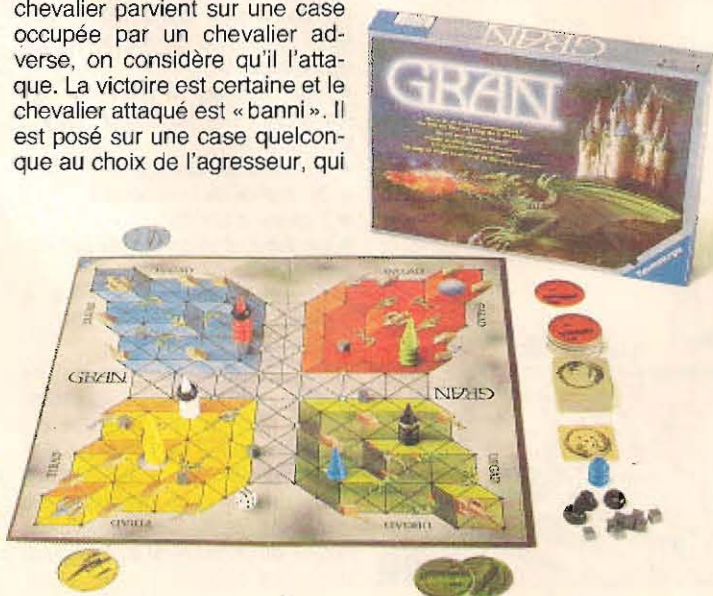 chevalier parvient sur une case
occupée par un chevalier ad-
verse, on considère qu'il l'atta-
que. La victoire est certaine et le
chevalier attaqué est « banni ». Il
est posé sur une case quelcon-
que au choix de l'agresseur, qui
GRAN
GRAN
Ravensburger
GRAN
GRAN